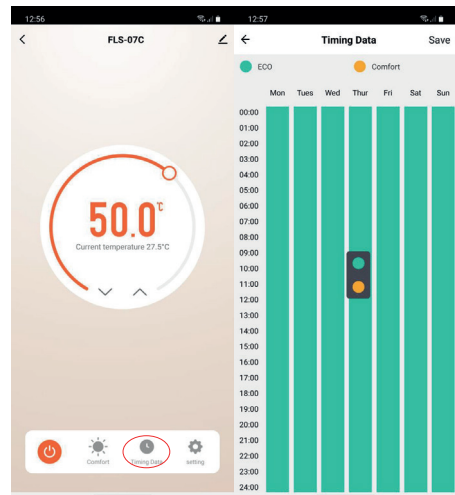 12:56
FLS-07C
50.0℃
Current temperature 27.5°C
Comfort
Timing Data
setting
12:57
Timing Data
Save
ECO
Comfort
Mon Tues Wed Thur Fri Sat Sun
00:00
01:00
02:00
03:00
04:00
05:00
06:00
07:00
08:00
09:00
10:00
11:00
12:00
13:00
14:00
15:00
16:00
17:00
18:00
19:00
20:00
21:00
22:00
23:00
24:00